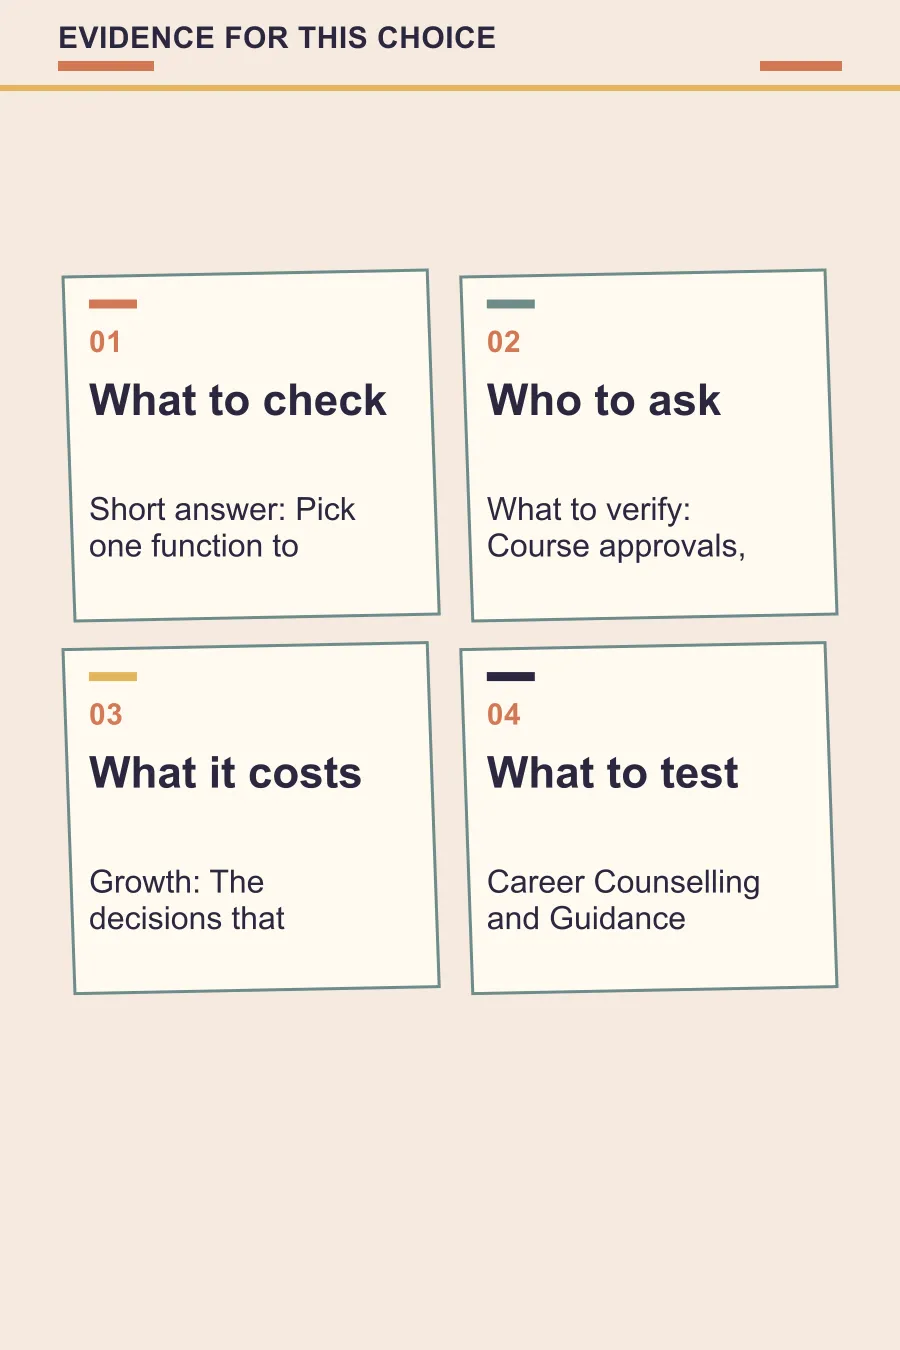 EVIDENCE FOR THIS CHOICE
01
What to check
Short answer: Pick
one function to
02
Who to ask
What to verify:
Course approvals,
03
What it costs
Growth: The
decisions that
04
What to test
Career Counselling
and Guidance